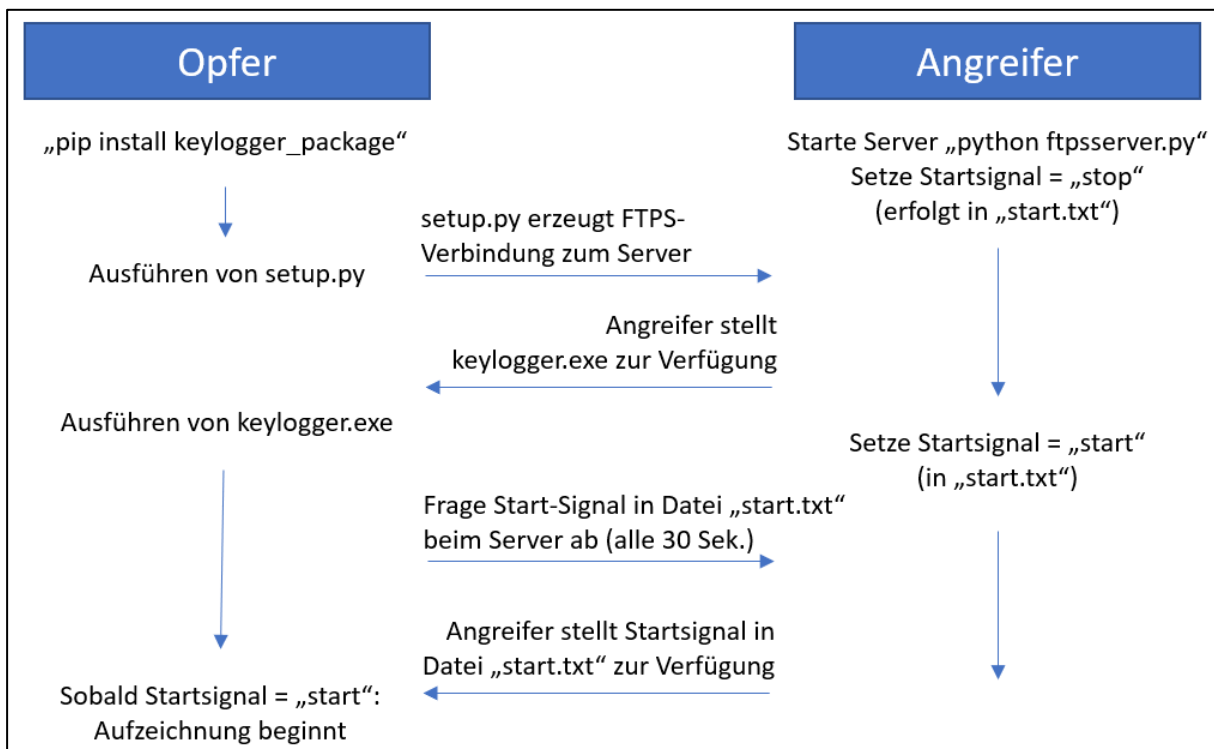 Opfer
Angreifer
„pip install keylogger_package“
Starte Server „python ftpsserver.py“
Setze Startsignal = „stop“
(erfolgt in „start.txt“)
setup.py erzeugt FTPS-
Verbindung zum Server
Ausführen von setup.py
Angreifer stellt
keylogger.exe zur Verfügung
Ausführen von keylogger.exe
Setze Startsignal = „start“
(in „start.txt“)
Frage Start-Signal in Datei „start.txt“
beim Server ab (alle 30 Sek.)
Angreifer stellt Startsignal in
Datei „start.txt“ zur Verfügung
Sobald Startsignal = „start“:
Aufzeichnung beginnt